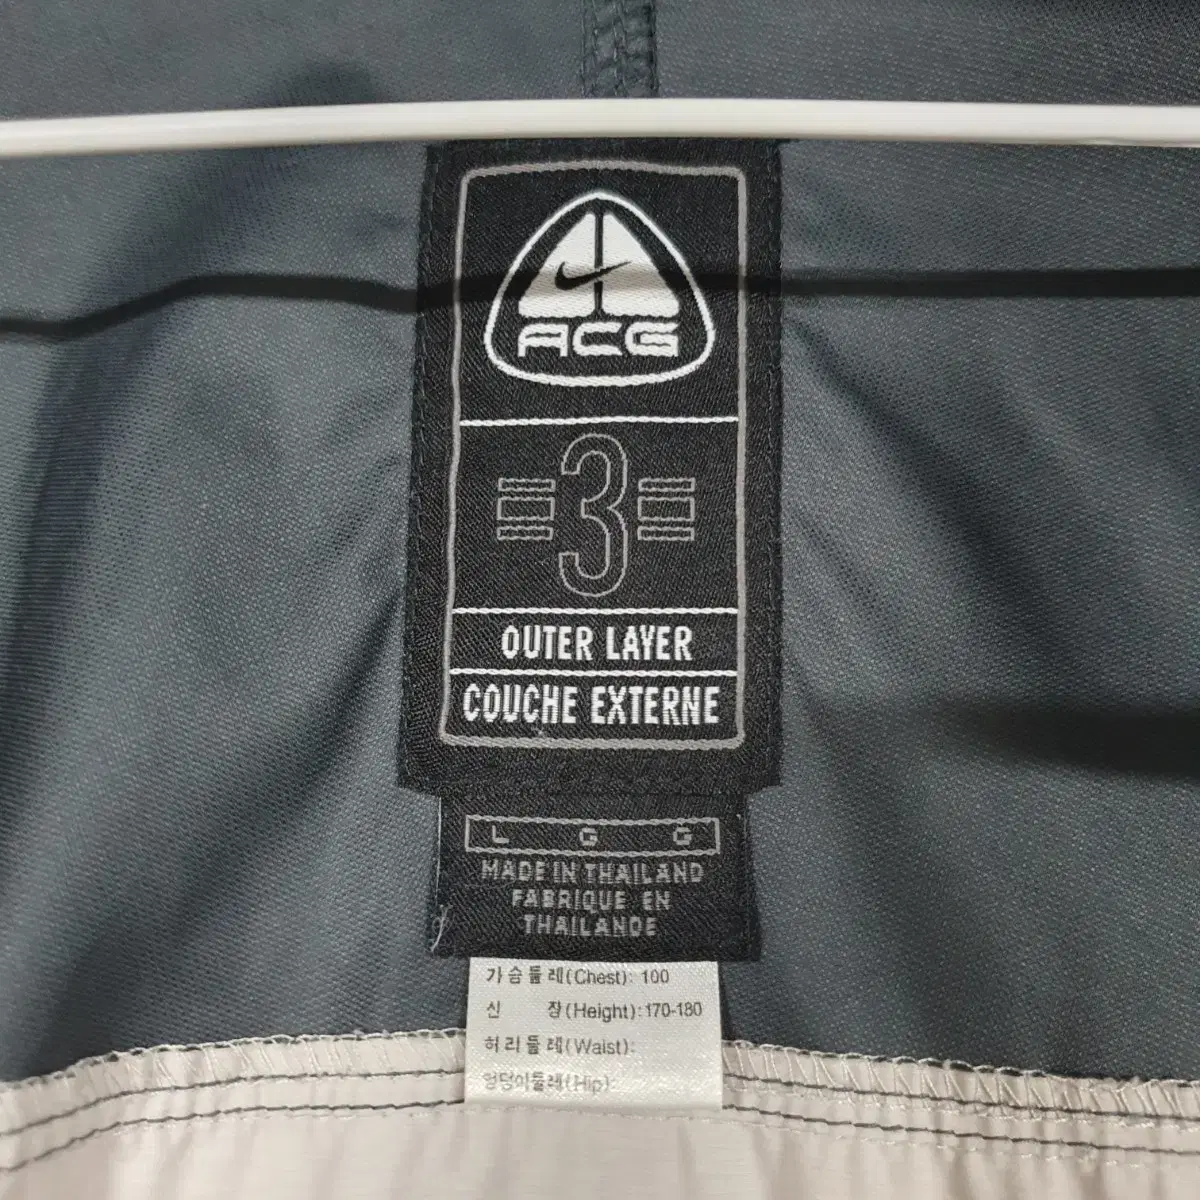 ACG
3
OUTER LAYER
COUCHE EXTERNE
L G G
MADE IN THAILAND
FABRIQUE EN
THAILANDE
가슴둘레(Chest): 100
신 장(Height):170-180
허리둘레(Waist):
엉덩이둘레(Hip):